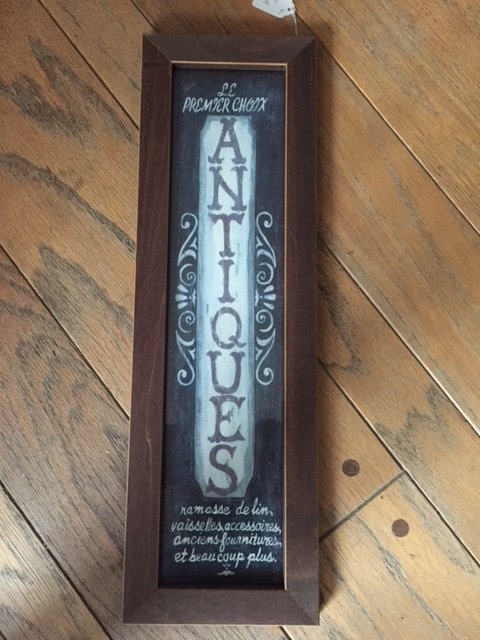 LE
PREMIER CHOIX
ANTIQUES
ramasse de lin,
vaisselles, accessoires,
anciens fournitures,
et beaucoup plus.